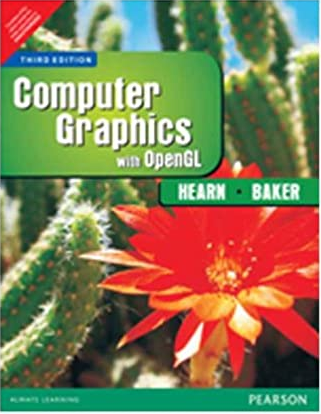 THIRD EDITION
Computer
Graphics
with OpenGL
HEARN • BAKER
ALWAYS LEARNING
PEARSON